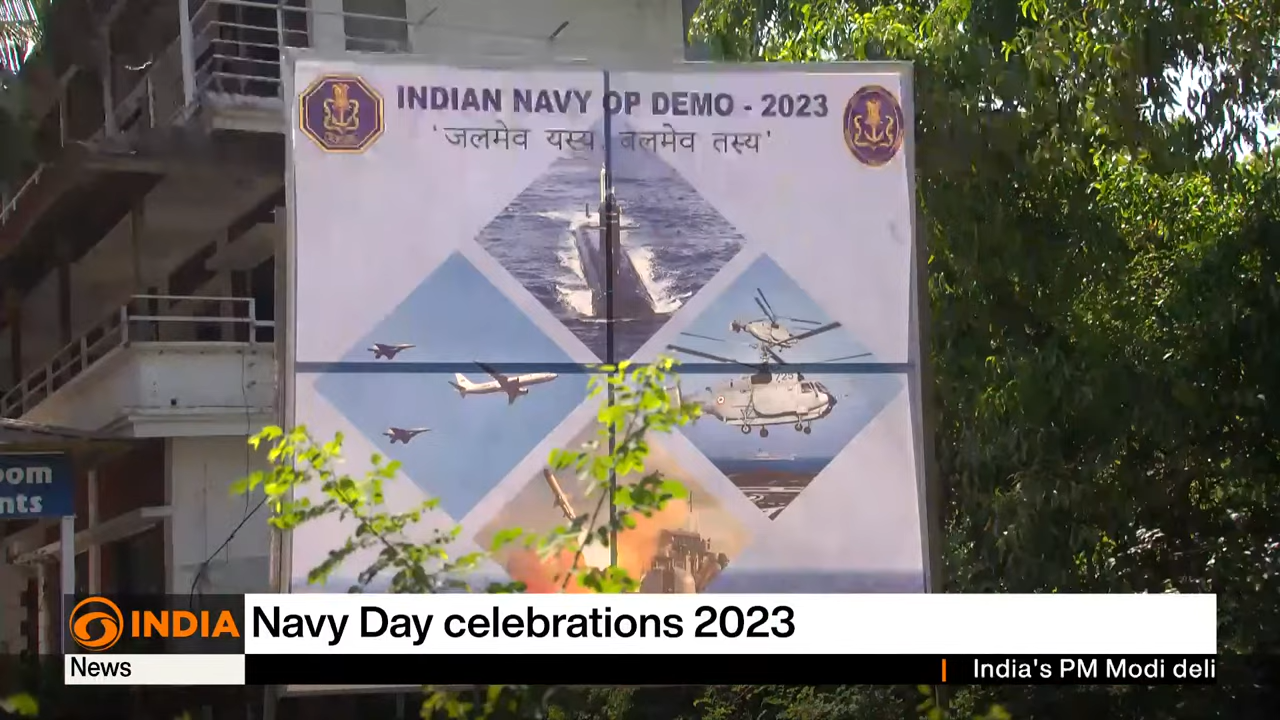 INDIAN NAVY OP DEMO - 2023
'जलमेव यस्य, बलमेव तस्य'
725
oom
nts
INDIA
Navy Day celebrations 2023
News
India's PM Modi deli